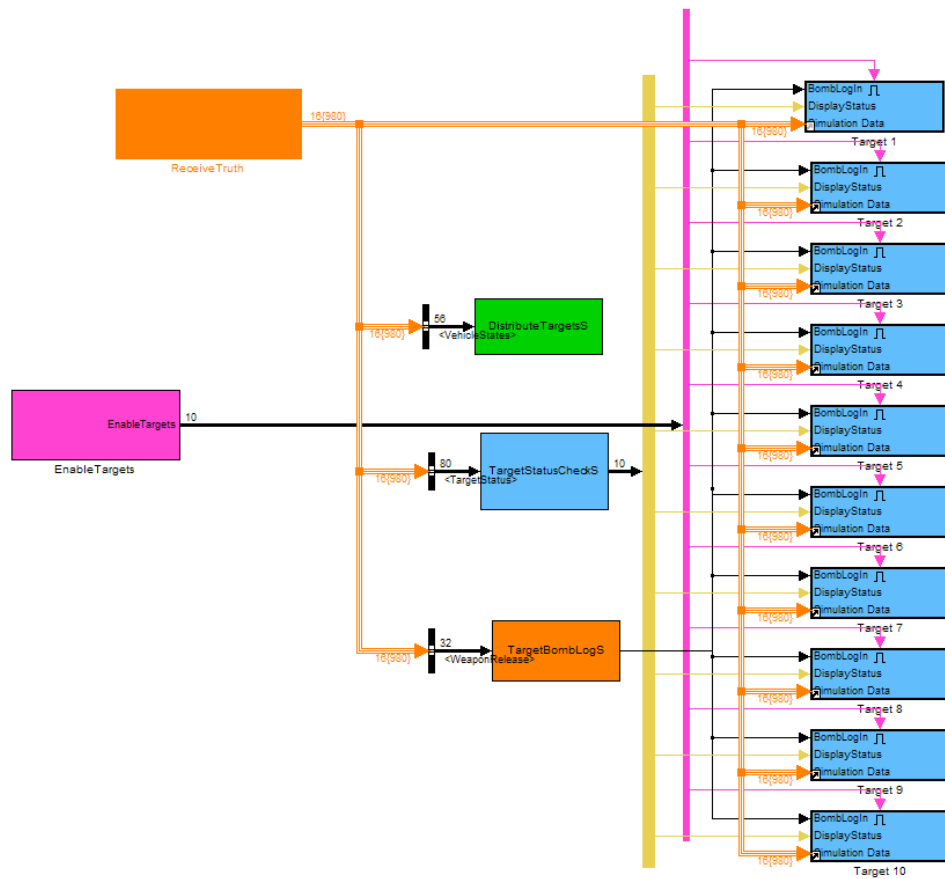 BombLogIn
DisplayStatus
Simulation Data
16{980}
16{980}
Target 1
ReceiveTruth
BombLogIn
DisplayStatus
Simulation Data
16{980}
Target 2
BombLogIn
DisplayStatus
Simulation Data
16{980}
Target 3
56
16{980}
<VehicleStates>
DistributeTargetsS
BombLogIn
DisplayStatus
Simulation Data
16{980}
Target 4
EnableTargets
10
EnableTargets
BombLogIn
DisplayStatus
Simulation Data
16{980}
Target 5
80
16{980}
<TargetStatus>
TargetStatusCheckS
10
BombLogIn
DisplayStatus
Simulation Data
16{980}
Target 6
BombLogIn
DisplayStatus
Simulation Data
16{980}
Target 7
32
16{980}
<WeaponRelease>
TargetBombLogS
BombLogIn
DisplayStatus
Simulation Data
16{980}
Target 8
BombLogIn
DisplayStatus
Simulation Data
16{980}
Target 9
BombLogIn
DisplayStatus
Simulation Data
16{980}
Target 10